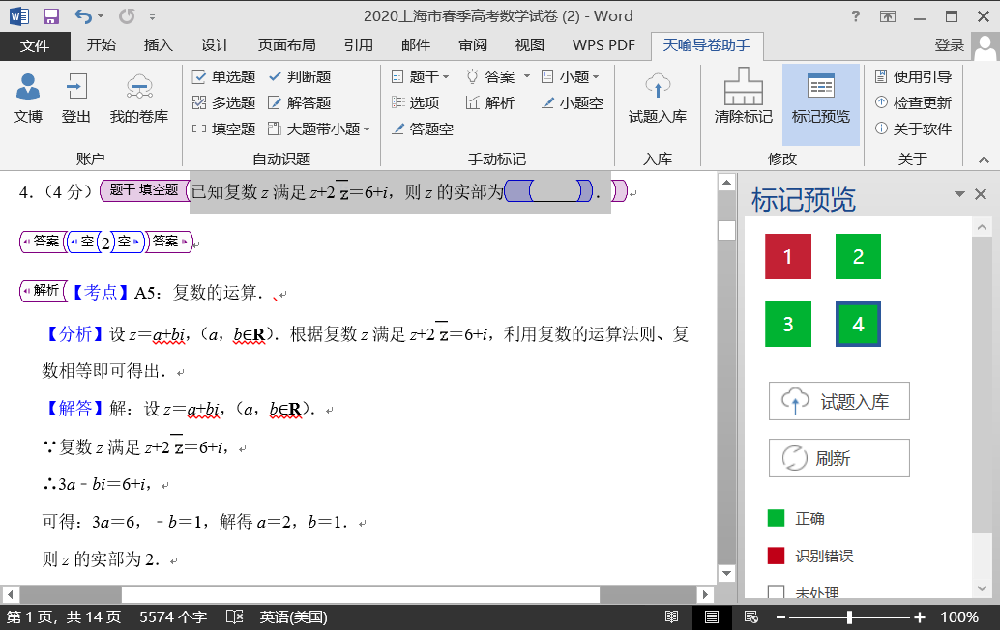 2020上海市春季高考数学试卷 (2) - Word
文件 开始 插入 设计 页面布局 引用 邮件 审阅 视图 WPS PDF 天喻导卷助手 登录
单选题 判断题 题干 答案 小题 使用引导
多选题 解答题 选项 解析 小题空 检查更新
文博 登出 我的卷库 试题入库 清除标记 标记预览
填空题 大题带小题 答题空 关于软件
账户 自动识题 手动标记 入库 修改 关于
4.（4 分） 题干 填空题 已知复数 z 满足 z+2z̅＝6+i，则 z 的实部为 ．
答案 空 2 空 答案
解析 【考点】A5：复数的运算．、
【分析】设 z＝a+bi，（a，b∈R）．根据复数 z 满足 z+2z̅＝6+i，利用复数的运算法则、复
数相等即可得出．
【解答】解：设 z＝a+bi，（a，b∈R）．
∵复数 z 满足 z+2z̅＝6+i，
∴3a﹣bi＝6+i，
可得：3a＝6，﹣b＝1，解得 a＝2，b＝1．
则 z 的实部为 2．
标记预览
1 2
3 4
试题入库
刷新
正确
识别错误
未处理
第 1 页，共 14 页 5574 个字 英语(美国) 100%